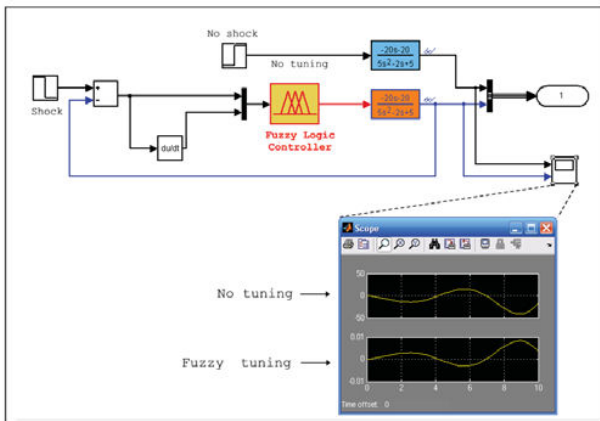 No shock
No tuning
-20s-20
5s²-2s+5
do/
Shock
+
-
du/dt
Fuzzy Logic
Controller
-20s-20
5s²-2s+5
do/
1
Scope
No tuning
50
0
-50
Fuzzy tuning
0.01
0
-0.01
0 2 4 6 8 10
Time offset: 0